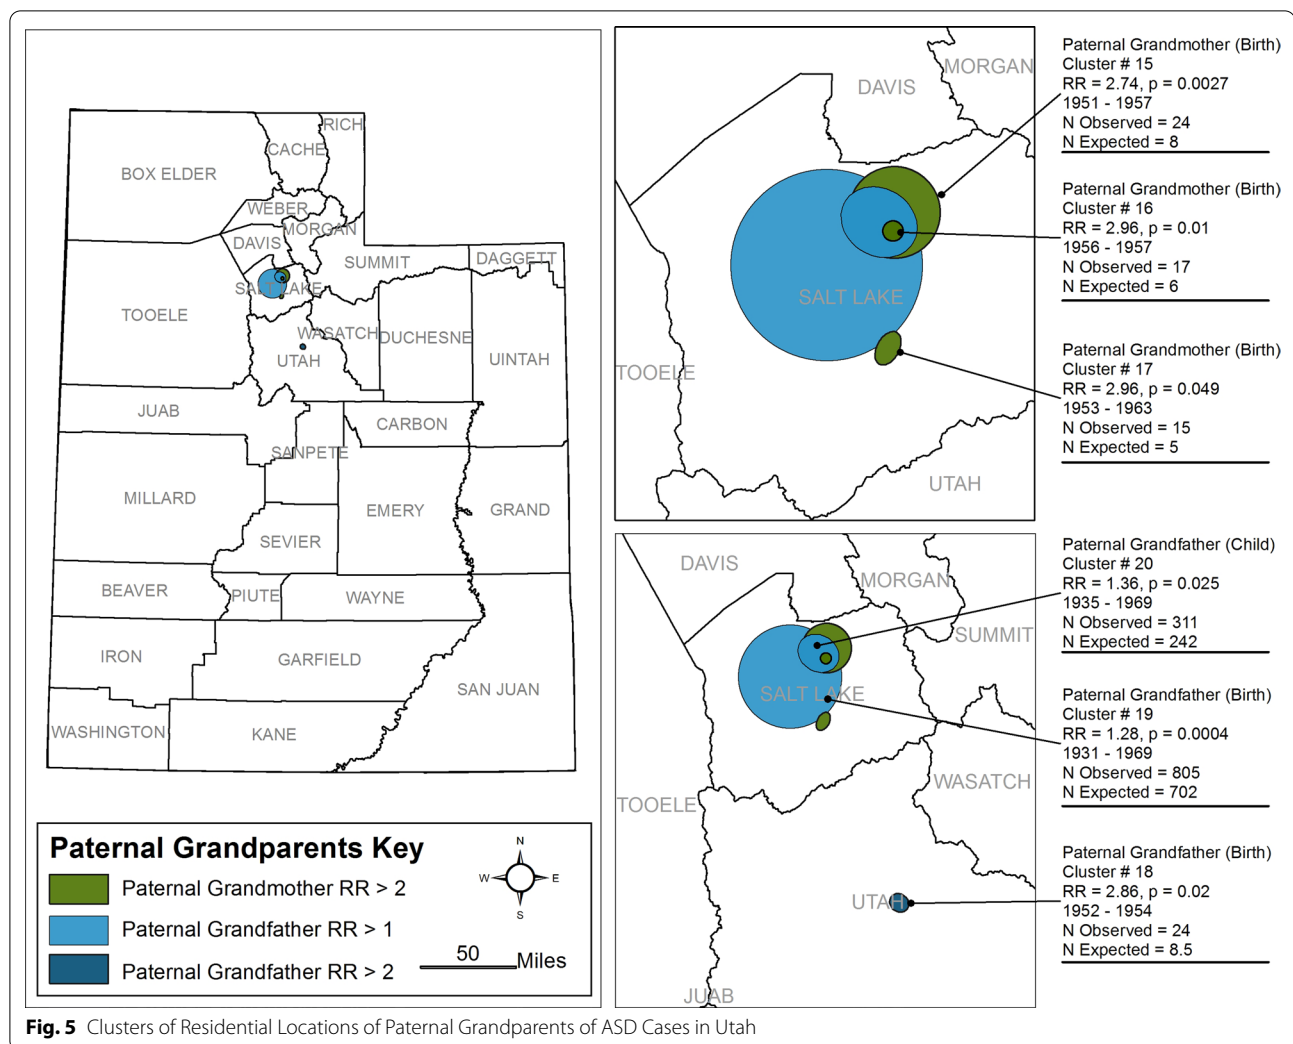 BOX ELDER
CACHE
RICH
WEBER
MORGAN
DAVIS
SUMMIT
DAGGETT
SALT LAKE
TOOELE
WASATCH
DUCHESNE
UTAH
UINTAH
JUAB
CARBON
SANPETE
MILLARD
EMERY
GRAND
SEVIER
BEAVER
PIUTE
WAYNE
IRON
GARFIELD
SAN JUAN
WASHINGTON
KANE
Paternal Grandparents Key
Paternal Grandmother RR > 2
Paternal Grandfather RR > 1
Paternal Grandfather RR > 2
N
W
E
S
50
Miles
MORGAN
DAVIS
SALT LAKE
TOOELE
UTAH
Paternal Grandmother (Birth)
Cluster # 15
RR = 2.74, p = 0.0027
1951 - 1957
N Observed = 24
N Expected = 8
Paternal Grandmother (Birth)
Cluster # 16
RR = 2.96, p = 0.01
1956 - 1957
N Observed = 17
N Expected = 6
Paternal Grandmother (Birth)
Cluster # 17
RR = 2.96, p = 0.049
1953 - 1963
N Observed = 15
N Expected = 5
DAVIS
MORGAN
SUMMIT
SALT LAKE
WASATCH
TOOELE
UTAH
JUAB
Paternal Grandfather (Child)
Cluster # 20
RR = 1.36, p = 0.025
1935 - 1969
N Observed = 311
N Expected = 242
Paternal Grandfather (Birth)
Cluster # 19
RR = 1.28, p = 0.0004
1931 - 1969
N Observed = 805
N Expected = 702
Paternal Grandfather (Birth)
Cluster # 18
RR = 2.86, p = 0.02
1952 - 1954
N Observed = 24
N Expected = 8.5
Fig. 5 Clusters of Residential Locations of Paternal Grandparents of ASD Cases in Utah